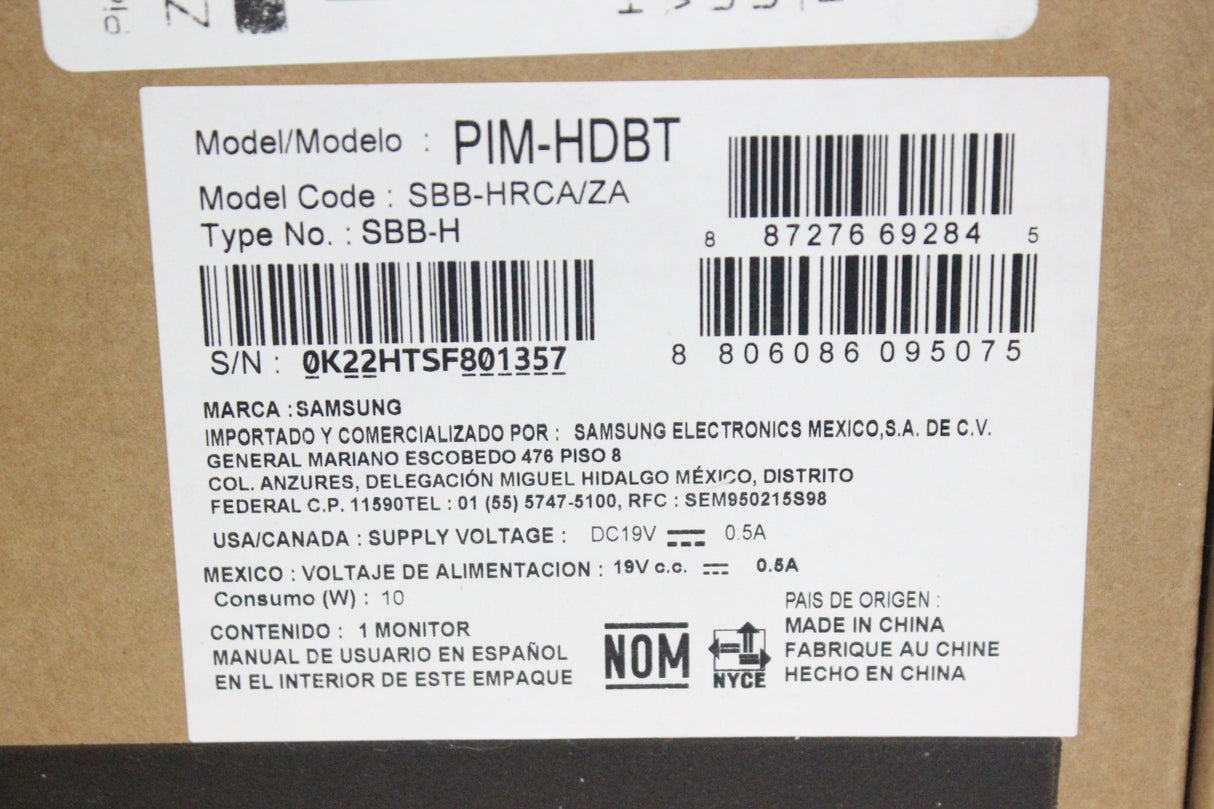 Model/Modelo : PIM-HDBT
Model Code : SBB-HRCA/ZA
Type No. : SBB-H
8 87276 69284 5
S/N : 0K22HTSF801357
8 806086 095075
MARCA : SAMSUNG
IMPORTADO Y COMERCIALIZADO POR : SAMSUNG ELECTRONICS MEXICO,S.A. DE C.V.
GENERAL MARIANO ESCOBEDO 476 PISO 8
COL. ANZURES, DELEGACIÓN MIGUEL HIDALGO MÉXICO, DISTRITO
FEDERAL C.P. 11590TEL : 01 (55) 5747-5100, RFC : SEM950215S98
USA/CANADA : SUPPLY VOLTAGE : DC19V 0.5A
MEXICO : VOLTAJE DE ALIMENTACION : 19V c.c. 0.5A
Consumo (W) : 10
CONTENIDO : 1 MONITOR
MANUAL DE USUARIO EN ESPAÑOL
EN EL INTERIOR DE ESTE EMPAQUE
NOM
NYCE
PAIS DE ORIGEN :
MADE IN CHINA
FABRIQUE AU CHINE
HECHO EN CHINA